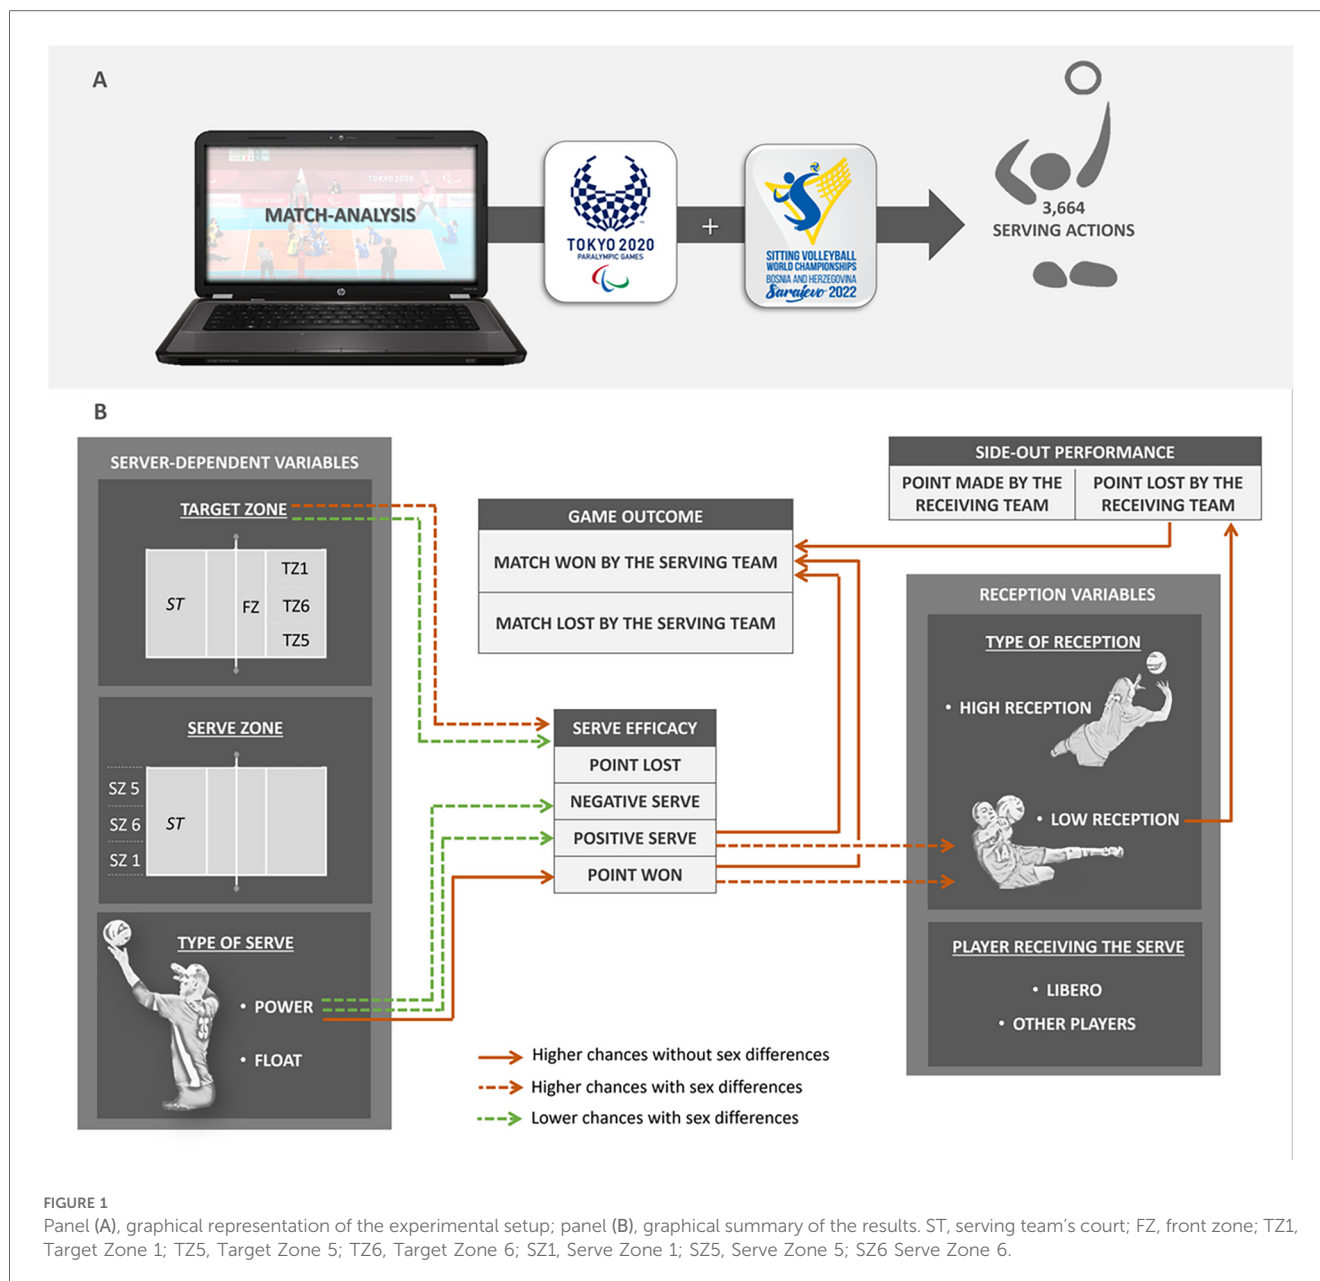 A
MATCH-ANALYSIS
TOKYO 2020
TOKYO 2020
PARALYMPIC GAMES
+
SITTING VOLLEYBALL
WORLD CHAMPIONSHIPS
BOSNIA AND HERZEGOVINA
Sarajevo 2022
3,664
SERVING ACTIONS
hp
B
SERVER-DEPENDENT VARIABLES
TARGET ZONE
ST
FZ
TZ1
TZ6
TZ5
SERVE ZONE
SZ 5
SZ 6
SZ 1
ST
TYPE OF SERVE
• POWER
• FLOAT
GAME OUTCOME
MATCH WON BY THE SERVING TEAM
MATCH LOST BY THE SERVING TEAM
SERVE EFFICACY
POINT LOST
NEGATIVE SERVE
POSITIVE SERVE
POINT WON
SIDE-OUT PERFORMANCE
POINT MADE BY THE
RECEIVING TEAM
POINT LOST BY THE
RECEIVING TEAM
RECEPTION VARIABLES
TYPE OF RECEPTION
• HIGH RECEPTION
• LOW RECEPTION
PLAYER RECEIVING THE SERVE
• LIBERO
• OTHER PLAYERS
Higher chances without sex differences
Higher chances with sex differences
Lower chances with sex differences
FIGURE 1
Panel (A), graphical representation of the experimental setup; panel (B), graphical summary of the results. ST, serving team's court; FZ, front zone; TZ1,
Target Zone 1; TZ5, Target Zone 5; TZ6, Target Zone 6; SZ1, Serve Zone 1; SZ5, Serve Zone 5; SZ6 Serve Zone 6.